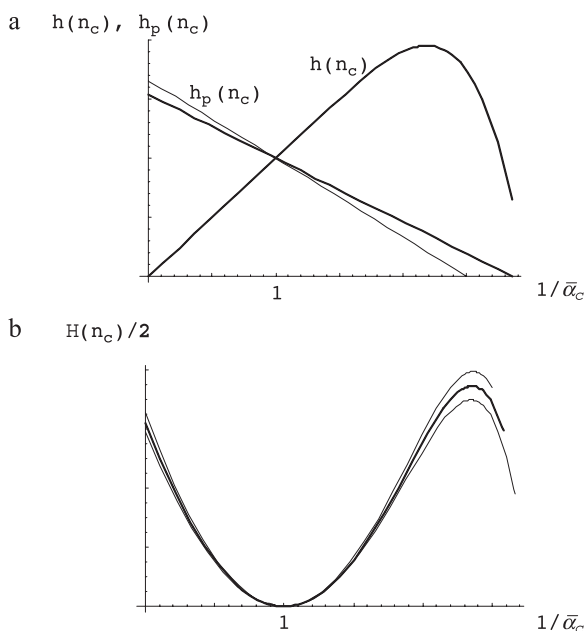 a h(n_c), h_p(n_c)
h(n_c)
h_p(n_c)
1
1/ᾱ_C
b H(n_c)/2
1
1/ᾱ_C